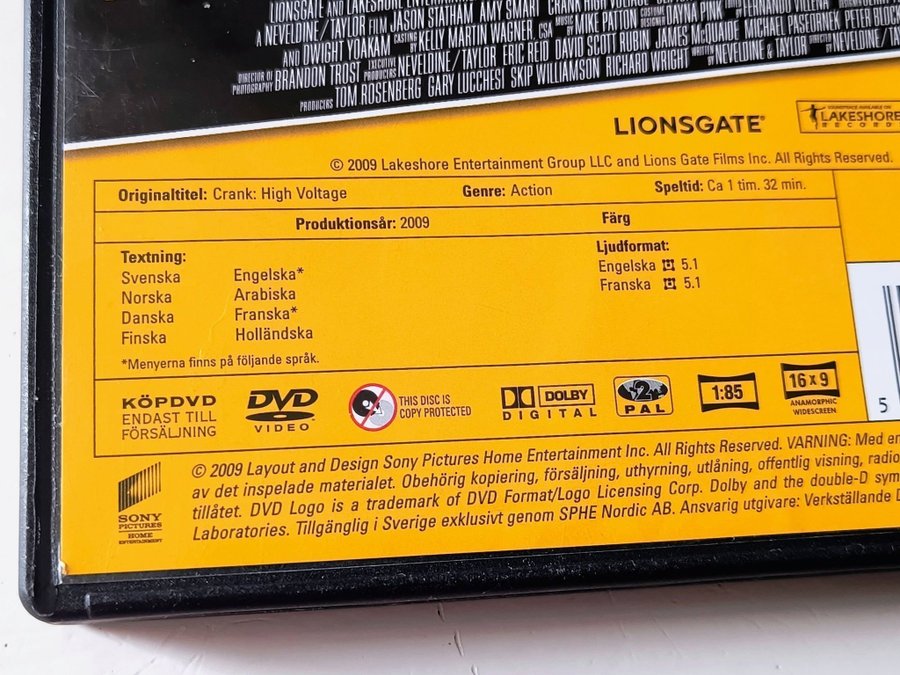 LIONSGATE AND LAKESHORE ENTERTAINMENT
A NEVELDINE/TAYLOR FILM JASON STATHAM AMY SMART CRANK HIGH VOLTAGE
AND DWIGHT YOAKAM CASTING BY KELLY MARTIN WAGNER, CSA MUSIC BY MIKE PATTON COSTUME DESIGNER DAYNA PINK FERNANDO VILLENA
DIRECTOR OF PHOTOGRAPHY BRANDON TROST EXECUTIVE PRODUCERS NEVELDINE/TAYLOR ERIC REID DAVID SCOTT RUBIN JAMES McQUAIDE MICHAEL PASEORNEK PETER BLOCK
PRODUCERS TOM ROSENBERG GARY LUCCHESI SKIP WILLIAMSON RICHARD WRIGHT WRITTEN BY NEVELDINE & TAYLOR DIRECTED BY NEVELDINE/TAYLOR
LIONSGATE®
SOUNDTRACK AVAILABLE ON
LAKESHORE
RECORD
© 2009 Lakeshore Entertainment Group LLC and Lions Gate Films Inc. All Rights Reserved.
Originaltitel: Crank: High Voltage Genre: Action Speltid: Ca 1 tim. 32 min.
Produktionsår: 2009 Färg
Textning:
Svenska Engelska*
Norska Arabiska
Danska Franska*
Finska Holländska
*Menyerna finns på följande språk.
Ljudformat:
Engelska 5.1
Franska 5.1
KÖPDVD
ENDAST TILL
FÖRSÄLJNING
DVD
VIDEO
THIS DISC IS
COPY PROTECTED
DOLBY
DIGITAL
2
PAL
1:85
16x9
ANAMORPHIC
WIDESCREEN
5
SONY
PICTURES
HOME
ENTERTAINMENT
© 2009 Layout and Design Sony Pictures Home Entertainment Inc. All Rights Reserved. VARNING: Med en
av det inspelade materialet. Obehörig kopiering, försäljning, uthyrning, utlåning, offentlig visning, radio
tillåtet. DVD Logo is a trademark of DVD Format/Logo Licensing Corp. Dolby and the double-D sym
Laboratories. Tillgänglig i Sverige exklusivt genom SPHE Nordic AB. Ansvarig utgivare: Verkställande D